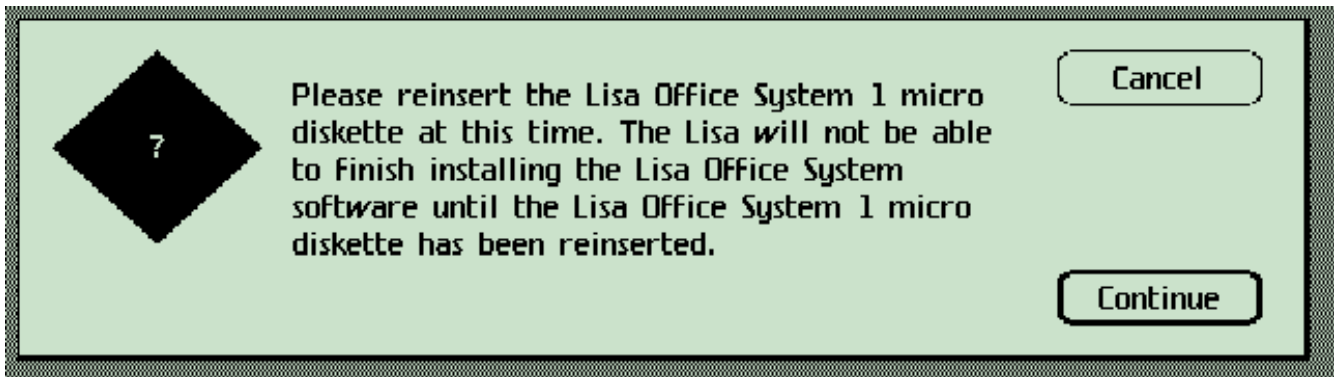 ?
Please reinsert the Lisa Office System 1 micro
diskette at this time. The Lisa will not be able
to finish installing the Lisa Office System
software until the Lisa Office System 1 micro
diskette has been reinserted.
Cancel
Continue